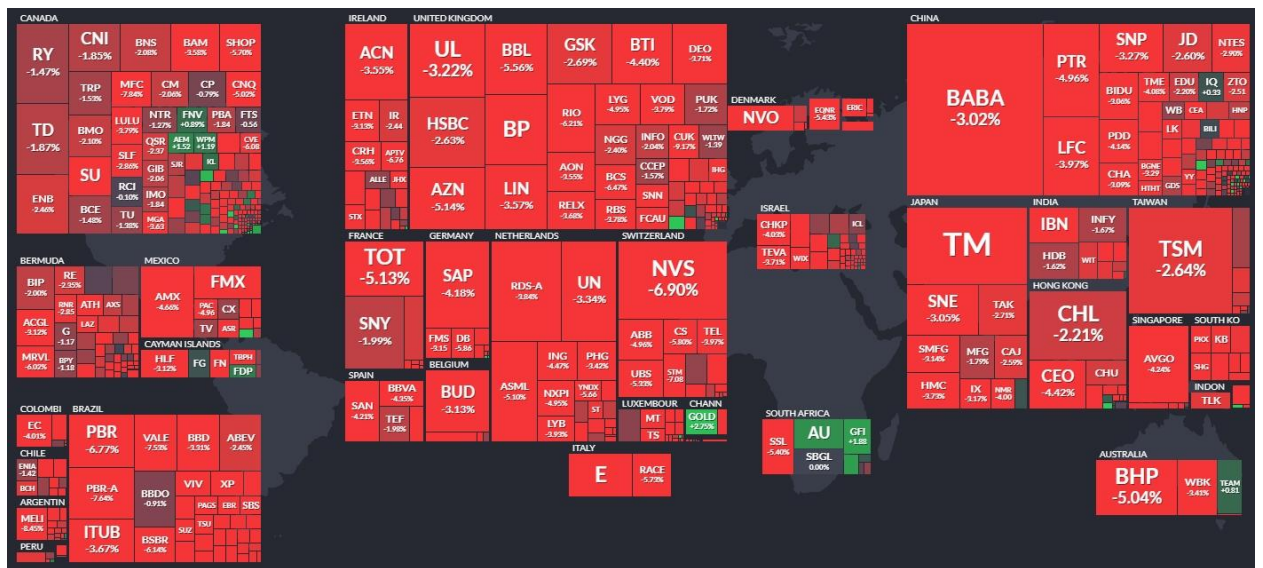 CANADA
RY
-1.47%
CNI
-1.85%
BNS
-2.08%
BAM
-3.58%
SHOP
-5.70%
TRP
-1.53%
MFC
-7.84%
CM
-2.06%
CP
-0.79%
CNQ
-5.02%
TD
-1.87%
BMO
-2.10%
LULU
-3.79%
NTR
-1.27%
FNV
+0.89%
PBA
-1.84
FTS
-0.56
QSR
-2.37
AEM
+1.52
WPM
+1.19
CVE
-6.08
SU
SLF
-2.86%
GIB
-2.06
SJR
KL
ENB
-2.46%
BCE
-1.48%
RCI
-0.10%
IMO
-1.84
TU
-1.38%
MGA
-3.63
IRELAND
ACN
-3.55%
ETN
-3.13%
IR
-2.44
CRH
-3.56%
APTV
-6.76
ALLE
JHX
STX
UNITED KINGDOM
UL
-3.22%
BBL
-5.56%
GSK
-2.69%
BTI
-4.40%
DEO
-3.71%
HSBC
-2.63%
BP
RIO
-6.21%
LYG
-4.95%
VOD
-3.79%
PUK
-1.72%
NGG
-2.40%
INFO
-2.04%
CUK
-9.17%
WLTW
-1.39
AZN
-5.14%
LIN
-3.57%
AON
-3.55%
BCS
-6.47%
CCEP
-1.57%
IHG
SNN
RELX
-3.68%
RBS
-3.78%
FCAU
DENMARK
NVO
EQNR
-5.43%
ERIC
CHINA
BABA
-3.02%
PTR
-4.96%
SNP
-3.27%
JD
-2.60%
NTES
-2.90%
BIDU
-3.06%
TME
-4.08%
EDU
-2.20%
IQ
+0.33
ZTO
-2.51
WB
CEA
HNP
LFC
-3.97%
PDD
-4.14%
LK
BILI
CHA
-3.09%
BGNE
-3.29
HTHT
GDS
YY
ISRAEL
CHKP
-4.03%
ICL
TEVA
-3.71%
WIX
JAPAN
TM
SNE
-3.05%
TAK
-2.71%
SMFG
-3.14%
MFG
-1.79%
CAJ
-2.59%
HMC
-3.73%
IX
-3.17%
NMR
-4.00
INDIA
IBN
INFY
-1.67%
HDB
-1.62%
WIT
TAIWAN
TSM
-2.64%
HONG KONG
CHL
-2.21%
CEO
-4.42%
CHU
SINGAPORE
AVGO
-4.24%
SOUTH KO
PKX
KB
SHG
INDON
TLK
FRANCE
TOT
-5.13%
SNY
-1.99%
GERMANY
SAP
-4.18%
FMS
-3.15
DB
-5.86
NETHERLANDS
RDS-A
-3.84%
UN
-3.34%
ASML
-5.10%
ING
-4.47%
PHG
-3.42%
NXPI
-4.95%
YNDX
-5.66
ST
LYB
-3.93%
SWITZERLAND
NVS
-6.90%
ABB
-4.96%
CS
-5.80%
TEL
-3.97%
UBS
-5.33%
STM
-7.08
BELGIUM
BUD
-3.13%
SPAIN
SAN
-4.21%
BBVA
-4.35%
TEF
-1.98%
LUXEMBOUR
MT
TS
CHANN
GOLD
+2.75%
ITALY
E
RACE
-5.73%
BERMUDA
BIP
-2.00%
RE
-2.35%
RNR
-2.85
ATH
AXS
ACGL
-3.12%
G
-1.17
LAZ
MRVL
-6.02%
BPY
-1.18
MEXICO
AMX
-4.66%
FMX
PAC
-4.96
CX
TV
ASR
CAYMAN ISLANDS
HLF
-3.12%
FG
FN
TBPH
FDP
COLOMBI
EC
-4.01%
CHILE
ENIA
-1.42
BCH
ARGENTIN
MELI
-8.45%
PERU
BRAZIL
PBR
-6.77%
VALE
-7.53%
BBD
-3.31%
ABEV
-2.45%
PBR-A
-7.64%
BBDO
-0.91%
VIV
XP
PAGS
EBR
SBS
ITUB
-3.67%
BSBR
-6.14%
SUZ
TSU
SOUTH AFRICA
SSL
-5.40%
AU
GFI
+1.88
SBGL
0.00%
AUSTRALIA
BHP
-5.04%
WBK
-3.41%
TEAM
+0.81